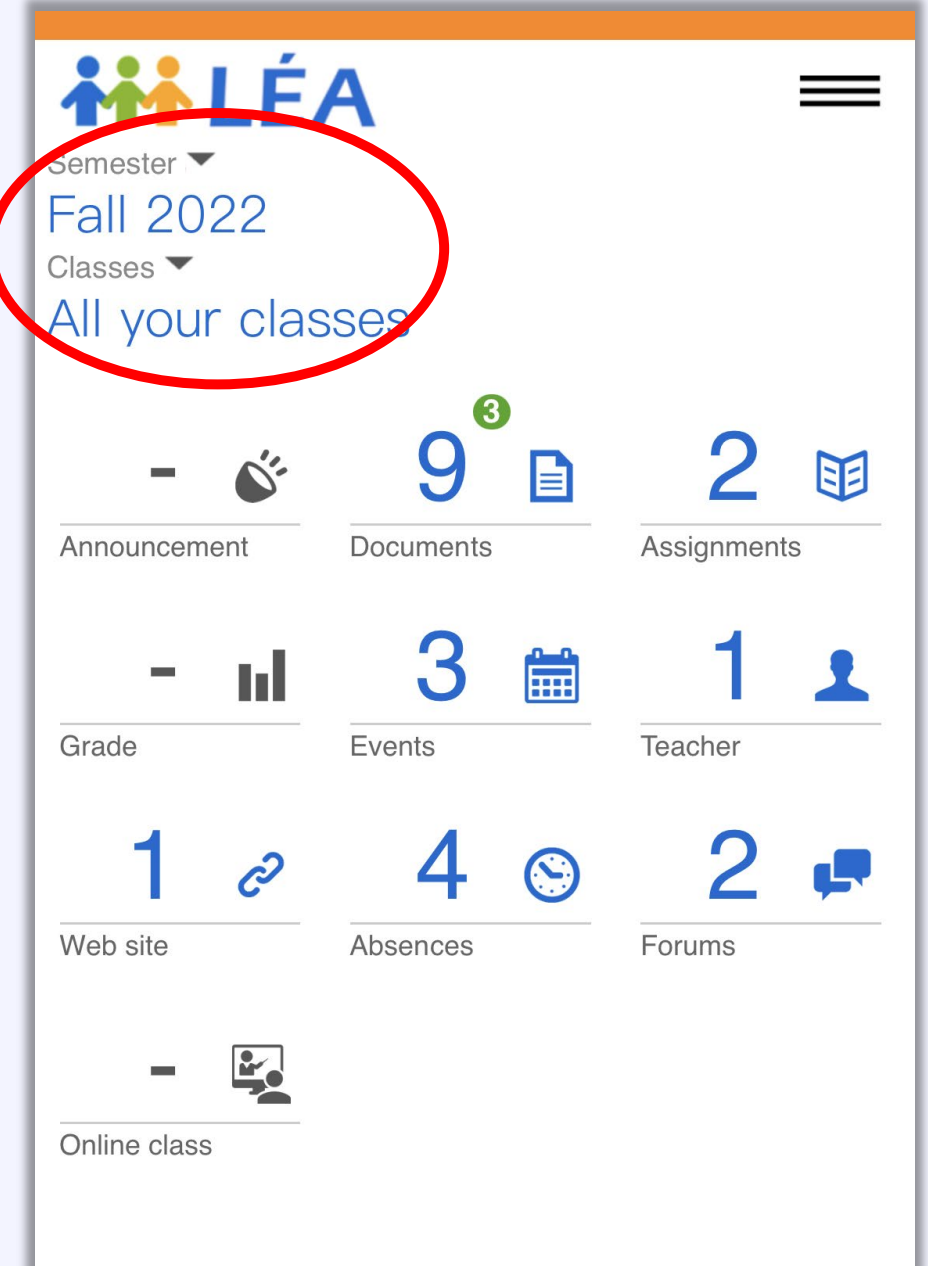 LÉA
Semester
Fall 2022
Classes
All your classes
3
- 9 2
Announcement Documents Assignments
- 3 1
Grade Events Teacher
1 4 2
Web site Absences Forums
-
Online class